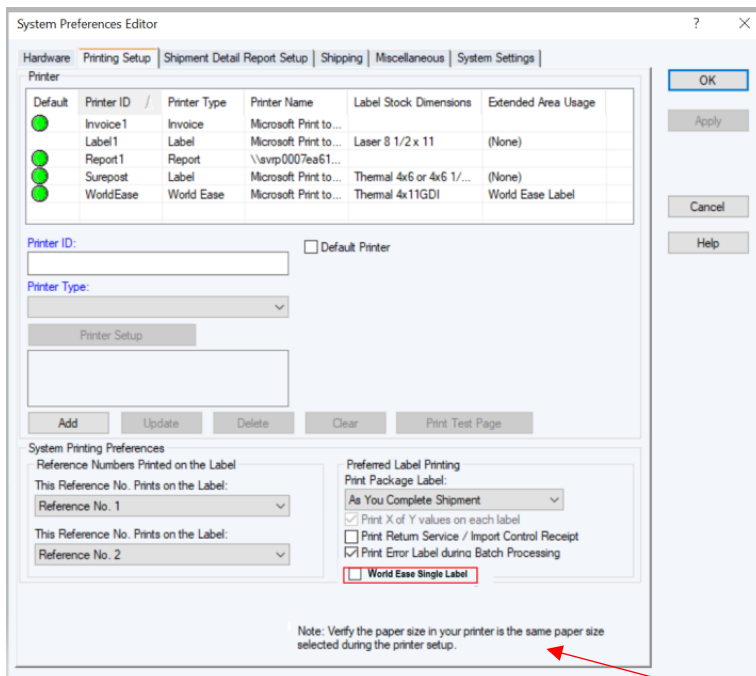 System Preferences Editor ? ×
Hardware Printing Setup Shipment Detail Report Setup Shipping Miscellaneous System Settings
Printer
Default Printer ID / Printer Type Printer Name Label Stock Dimensions Extended Area Usage
Invoice1 Invoice Microsoft Print to...
Label1 Label Microsoft Print to... Laser 8 1/2 x 11 (None)
Report1 Report \\svrp0007ea61...
Surepost Label Microsoft Print to... Thermal 4x6 or 4x6 1/... (None)
WorldEase World Ease Microsoft Print to... Thermal 4x11GDI World Ease Label
OK
Apply
Cancel
Help
Printer ID:
Default Printer
Printer Type:
Printer Setup
Add Update Delete Clear Print Test Page
System Printing Preferences
Reference Numbers Printed on the Label
This Reference No. Prints on the Label:
Reference No. 1
This Reference No. Prints on the Label:
Reference No. 2
Preferred Label Printing
Print Package Label:
As You Complete Shipment
Print X of Y values on each label
Print Return Service / Import Control Receipt
Print Error Label during Batch Processing
World Ease Single Label
Note: Verify the paper size in your printer is the same paper size
selected during the printer setup.